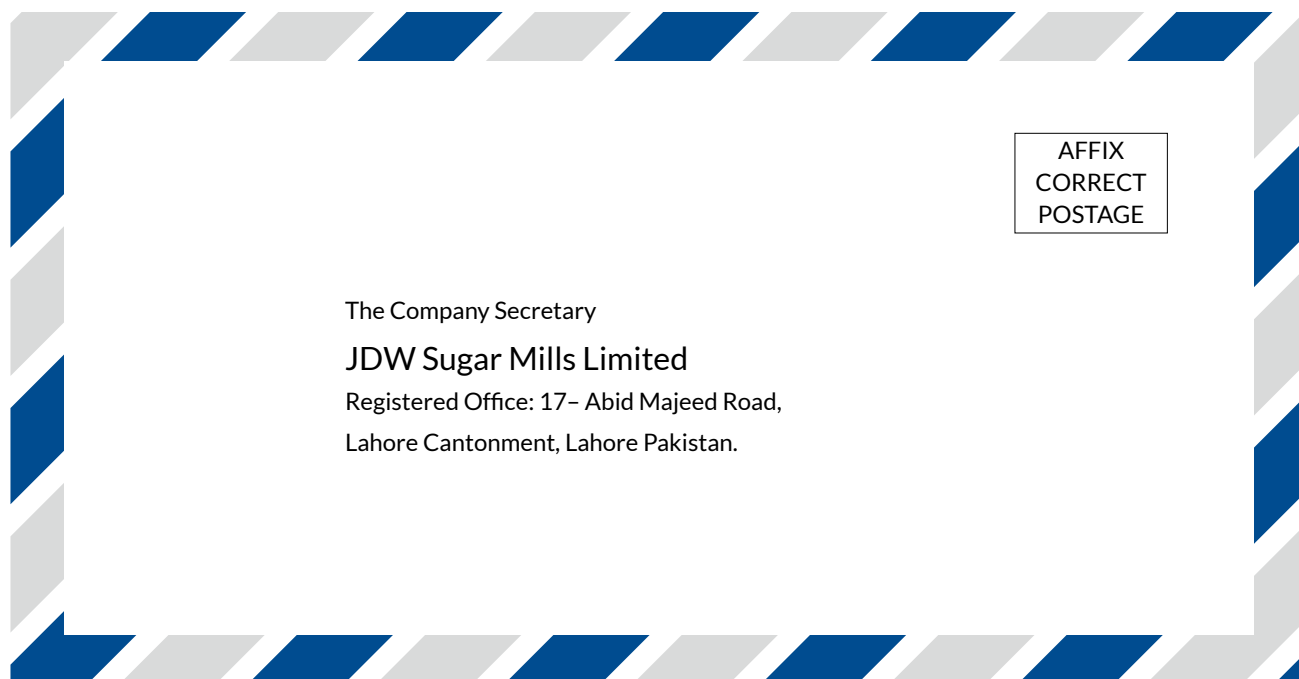 AFFIX
CORRECT
POSTAGE
The Company Secretary
JDW Sugar Mills Limited
Registered Office: 17– Abid Majeed Road,
Lahore Cantonment, Lahore Pakistan.